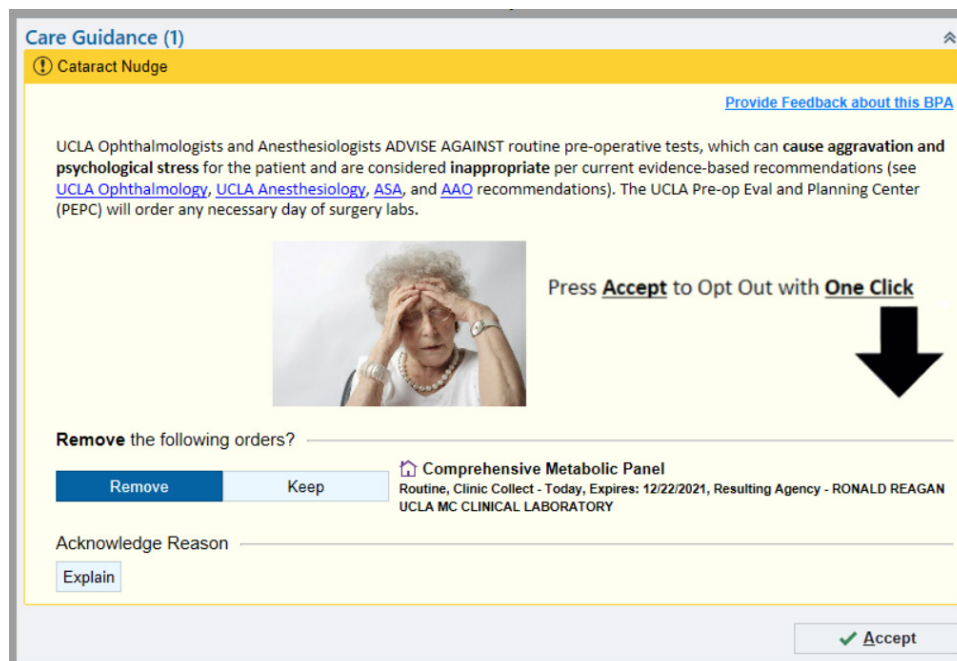 Care Guidance (1)
Cataract Nudge
Provide Feedback about this BPA
UCLA Ophthalmologists and Anesthesiologists ADVISE AGAINST routine pre-operative tests, which can cause aggravation and
psychological stress for the patient and are considered inappropriate per current evidence-based recommendations (see
UCLA Ophthalmology, UCLA Anesthesiology, ASA, and AAO recommendations). The UCLA Pre-op Eval and Planning Center
(PEPC) will order any necessary day of surgery labs.
Press Accept to Opt Out with One Click
Remove the following orders?
Remove
Keep
Comprehensive Metabolic Panel
Routine, Clinic Collect - Today, Expires: 12/22/2021, Resulting Agency - RONALD REAGAN
UCLA MC CLINICAL LABORATORY
Acknowledge Reason
Explain
Accept